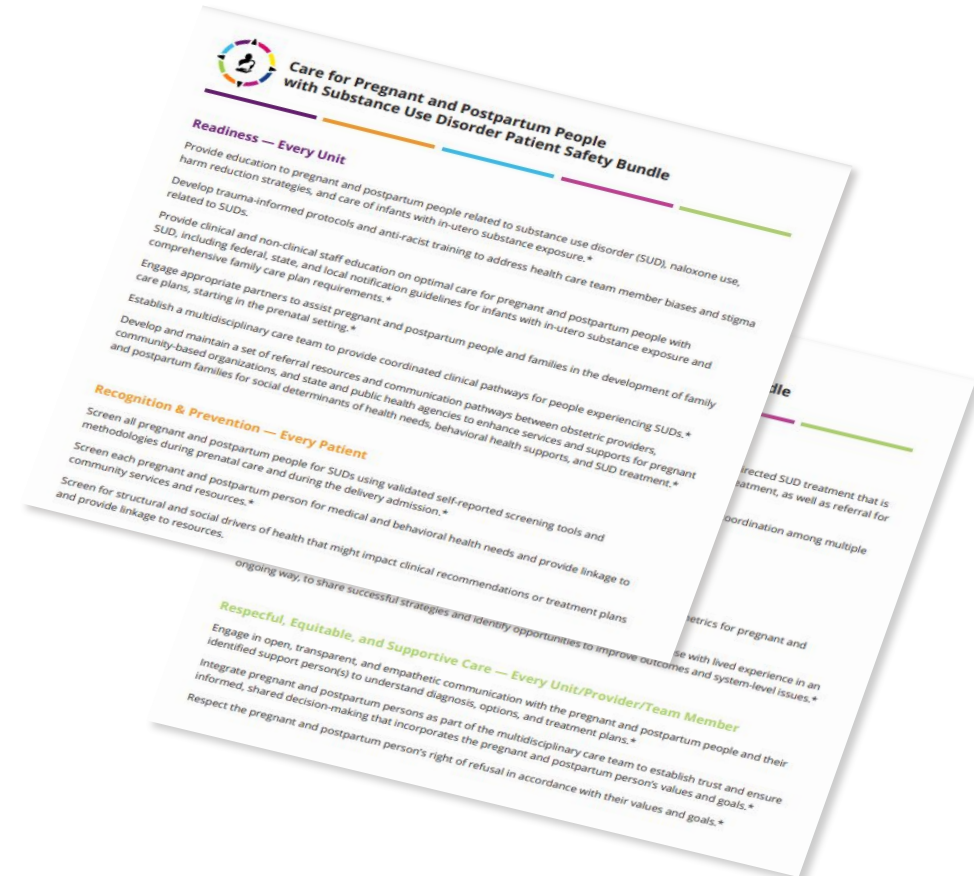 Care for Pregnant and Postpartum People
with Substance Use Disorder Patient Safety Bundle
Readiness — Every Unit
Provide education to pregnant and postpartum people related to substance use disorder (SUD), naloxone use,
harm reduction strategies, and care of infants with in-utero substance exposure.*
Develop trauma-informed protocols and anti-racist training to address health care team member biases and stigma
related to SUDs.
Provide clinical and non-clinical staff education on optimal care for pregnant and postpartum people with
SUD, including federal, state, and local notification guidelines for infants with in-utero substance exposure and
comprehensive family care plan requirements.*
Engage appropriate partners to assist pregnant and postpartum people and families in the development of family
care plans, starting in the prenatal setting.*
Establish a multidisciplinary care team to provide coordinated clinical pathways for people experiencing SUDs.*
Develop and maintain a set of referral resources and communication pathways between obstetric providers,
community-based organizations, and state and public health agencies to enhance services and supports for pregnant
and postpartum families for social determinants of health needs, behavioral health supports, and SUD treatment.*
Recognition & Prevention — Every Patient
Screen all pregnant and postpartum people for SUDs using validated self-reported screening tools and
methodologies during prenatal care and during the delivery admission.*
Screen each pregnant and postpartum person for medical and behavioral health needs and provide linkage to
community services and resources.*
Screen for structural and social drivers of health that might impact clinical recommendations or treatment plans
and provide linkage to resources.
dle
irected SUD treatment that is
eatment, as well as referral for
oordination among multiple
metrics for pregnant and
se with lived experience in an
ongoing way, to share successful strategies and identify opportunities to improve outcomes and system-level issues.*
Respecful, Equitable, and Supportive Care — Every Unit/Provider/Team Member
Engage in open, transparent, and empathetic communication with the pregnant and postpartum people and their
identified support person(s) to understand diagnosis, options, and treatment plans.*
Integrate pregnant and postpartum persons as part of the multidisciplinary care team to establish trust and ensure
informed, shared decision-making that incorporates the pregnant and postpartum person's values and goals.*
Respect the pregnant and postpartum person's right of refusal in accordance with their values and goals.*